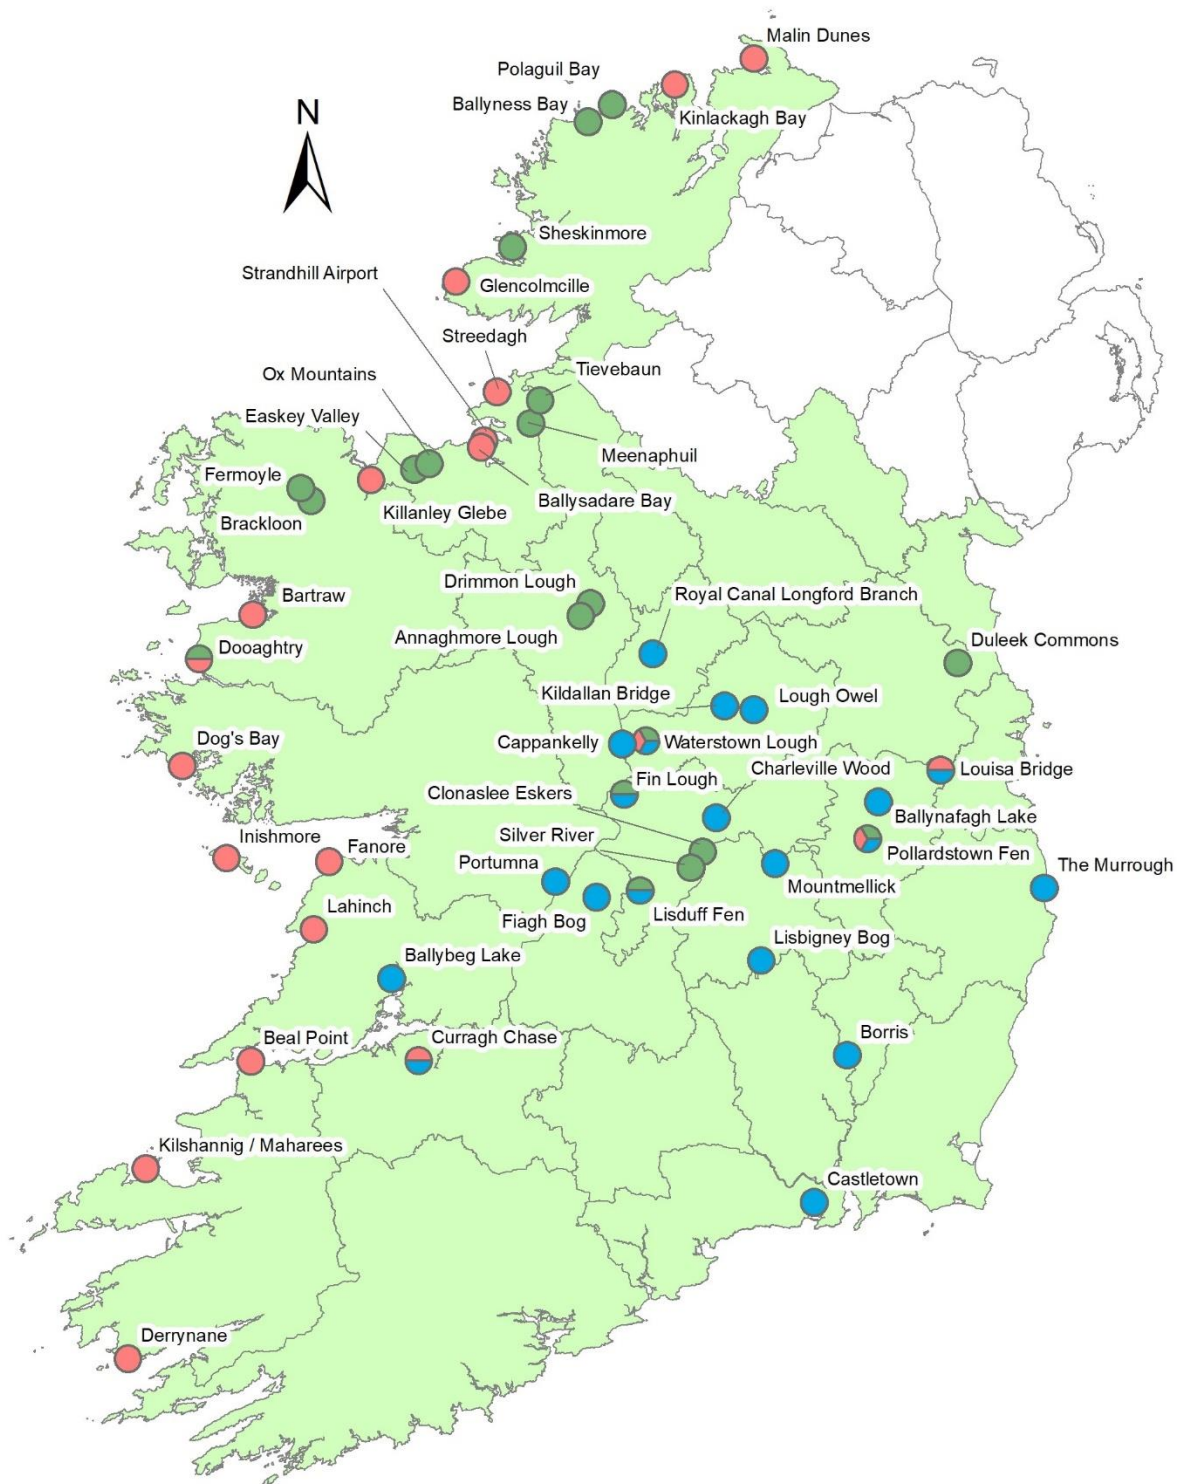 Malin Dunes
Polaguil Bay
Ballyness Bay
N
Kinlackagh Bay
Sheskinmore
Strandhill Airport
Glencolmcille
Streedagh
Tievebaun
Ox Mountains
Easkey Valley
Meenaphuil
Fermoyle
Ballysadare Bay
Killanley Glebe
Brackloon
Drimmon Lough
Royal Canal Longford Branch
Bartraw
Annaghmore Lough
Duleek Commons
Dooaghtry
Kildallan Bridge
Lough Owel
Dog's Bay
Cappankelly
Waterstown Lough
Charleville Wood
Louisa Bridge
Fin Lough
Clonaslee Eskers
Ballynafagh Lake
Inishmore
Fanore
Silver River
Pollardstown Fen
Portumna
The Murrough
Mountmellick
Fiagh Bog
Lisduff Fen
Lahinch
Lisbigney Bog
Ballybeg Lake
Beal Point
Curragh Chase
Borris
Kilshannig / Maharees
Castletown
Derrynane